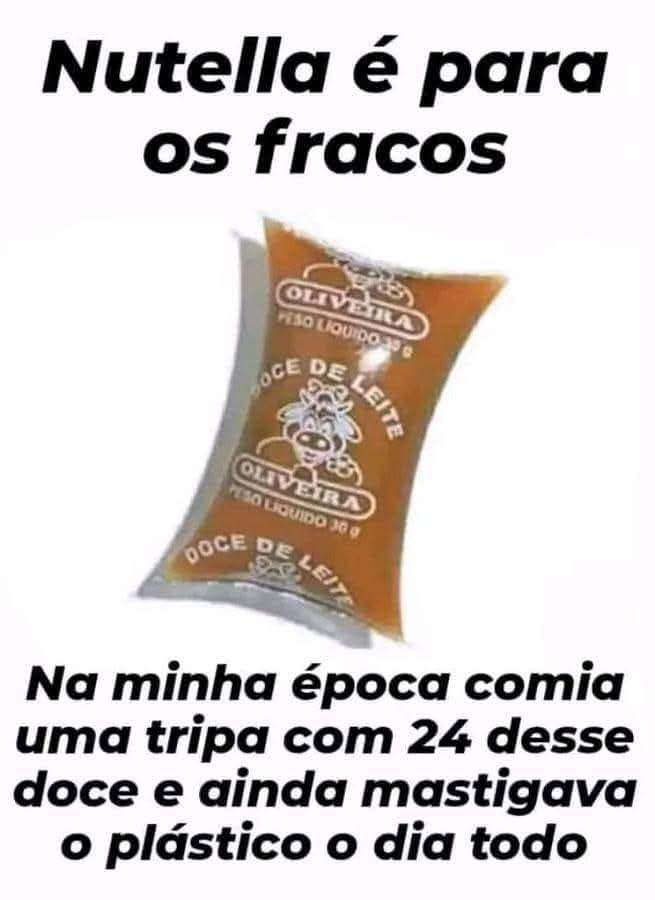 Nutella é para
os fracos
OLIVEIRA
PESO LIQUIDO 30 g
DOCE DE LEITE
OLIVEIRA
PESO LIQUIDO 30 g
DOCE DE LEITE
Na minha época comia
uma tripa com 24 desse
doce e ainda mastigava
o plástico o dia todo